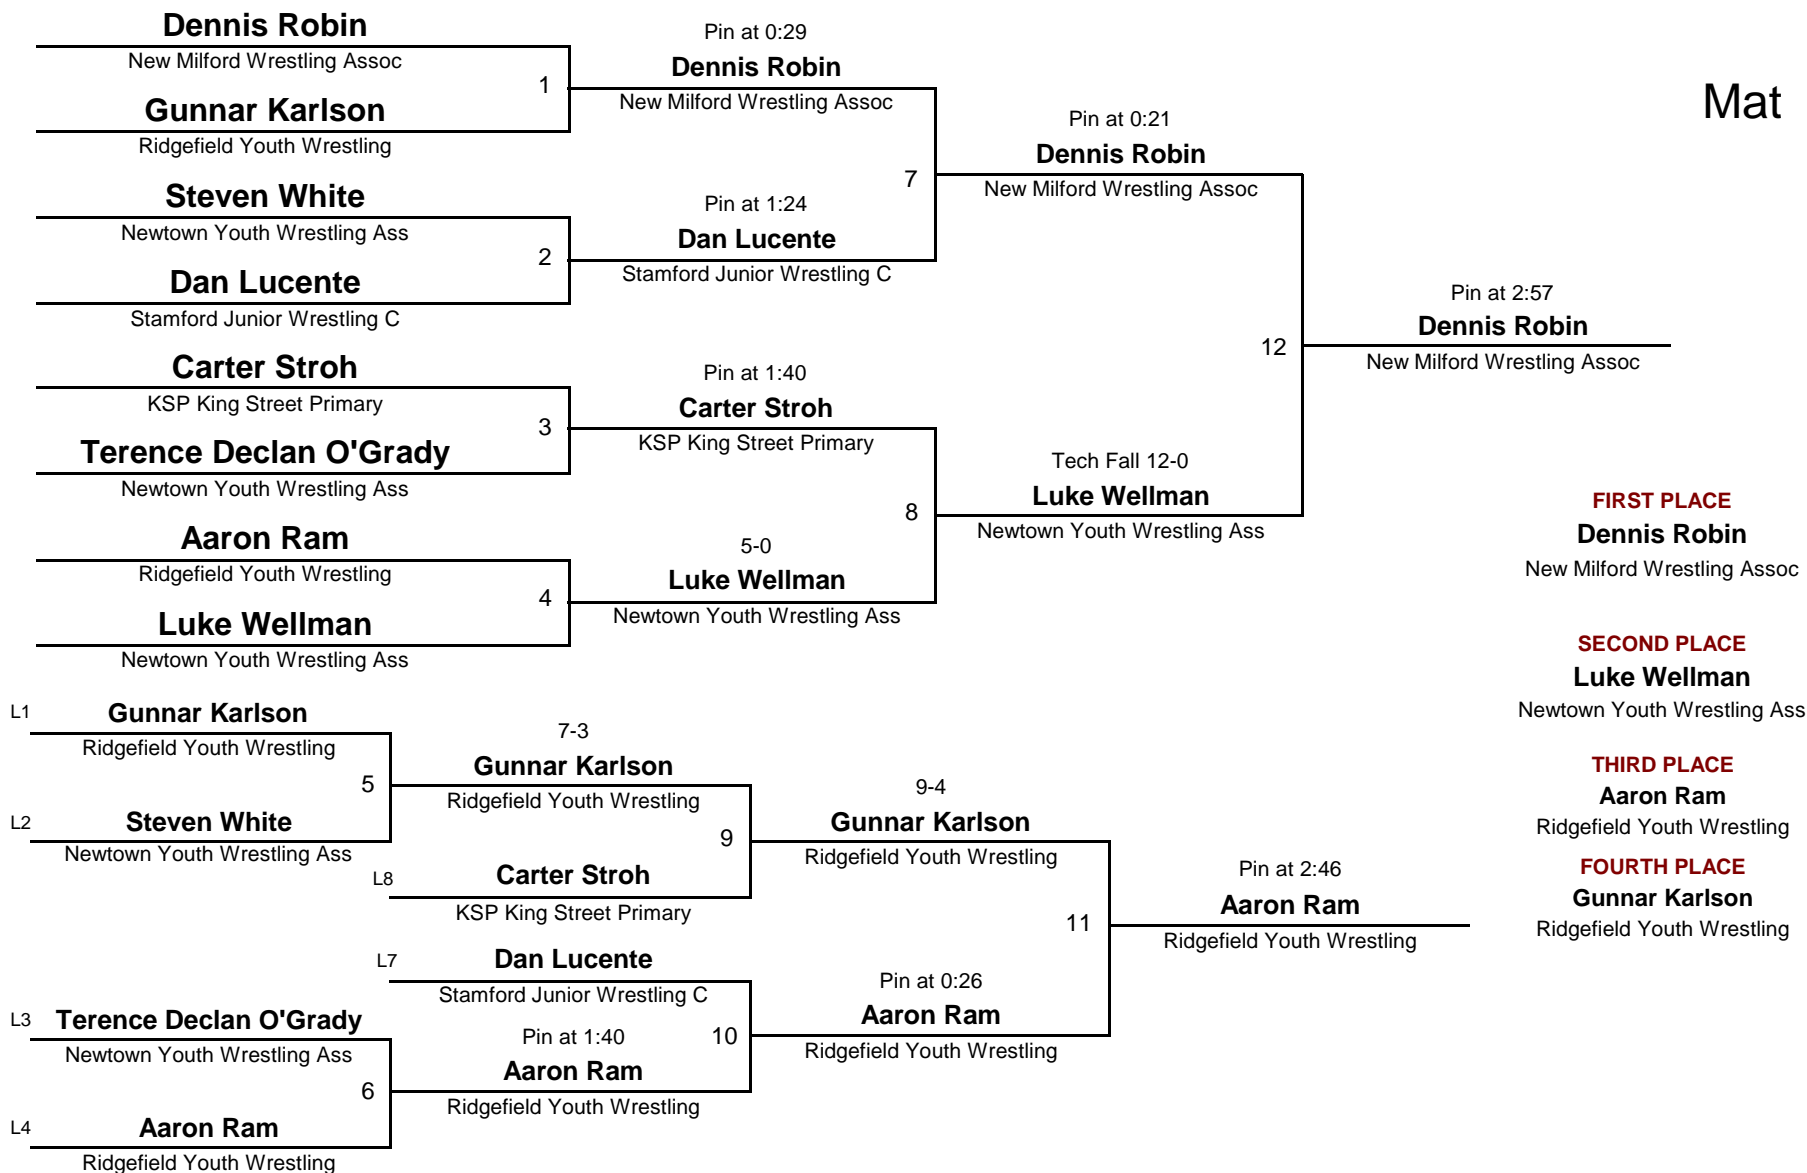 Dennis Robin
New Milford Wrestling Assoc
1
Gunnar Karlson
Ridgefield Youth Wrestling
Steven White
Newtown Youth Wrestling Ass
2
Dan Lucente
Stamford Junior Wrestling C
Carter Stroh
KSP King Street Primary
3
Terence Declan O'Grady
Newtown Youth Wrestling Ass
Aaron Ram
Ridgefield Youth Wrestling
4
Luke Wellman
Newtown Youth Wrestling Ass
Pin at 0:29
Dennis Robin
New Milford Wrestling Assoc
7
Pin at 1:24
Dan Lucente
Stamford Junior Wrestling C
Pin at 1:40
Carter Stroh
KSP King Street Primary
8
5-0
Luke Wellman
Newtown Youth Wrestling Ass
Pin at 0:21
Dennis Robin
New Milford Wrestling Assoc
12
Tech Fall 12-0
Luke Wellman
Newtown Youth Wrestling Ass
Pin at 2:57
Dennis Robin
New Milford Wrestling Assoc
Mat
FIRST PLACE
Dennis Robin
New Milford Wrestling Assoc
SECOND PLACE
Luke Wellman
Newtown Youth Wrestling Ass
THIRD PLACE
Aaron Ram
Ridgefield Youth Wrestling
FOURTH PLACE
Gunnar Karlson
Ridgefield Youth Wrestling
L1
Gunnar Karlson
Ridgefield Youth Wrestling
5
L2
Steven White
Newtown Youth Wrestling Ass
7-3
Gunnar Karlson
Ridgefield Youth Wrestling
9
L8
Carter Stroh
KSP King Street Primary
L7
Dan Lucente
Stamford Junior Wrestling C
10
L3
Terence Declan O'Grady
Newtown Youth Wrestling Ass
6
L4
Aaron Ram
Ridgefield Youth Wrestling
Pin at 1:40
Aaron Ram
Ridgefield Youth Wrestling
9-4
Gunnar Karlson
Ridgefield Youth Wrestling
11
Pin at 0:26
Aaron Ram
Ridgefield Youth Wrestling
Pin at 2:46
Aaron Ram
Ridgefield Youth Wrestling